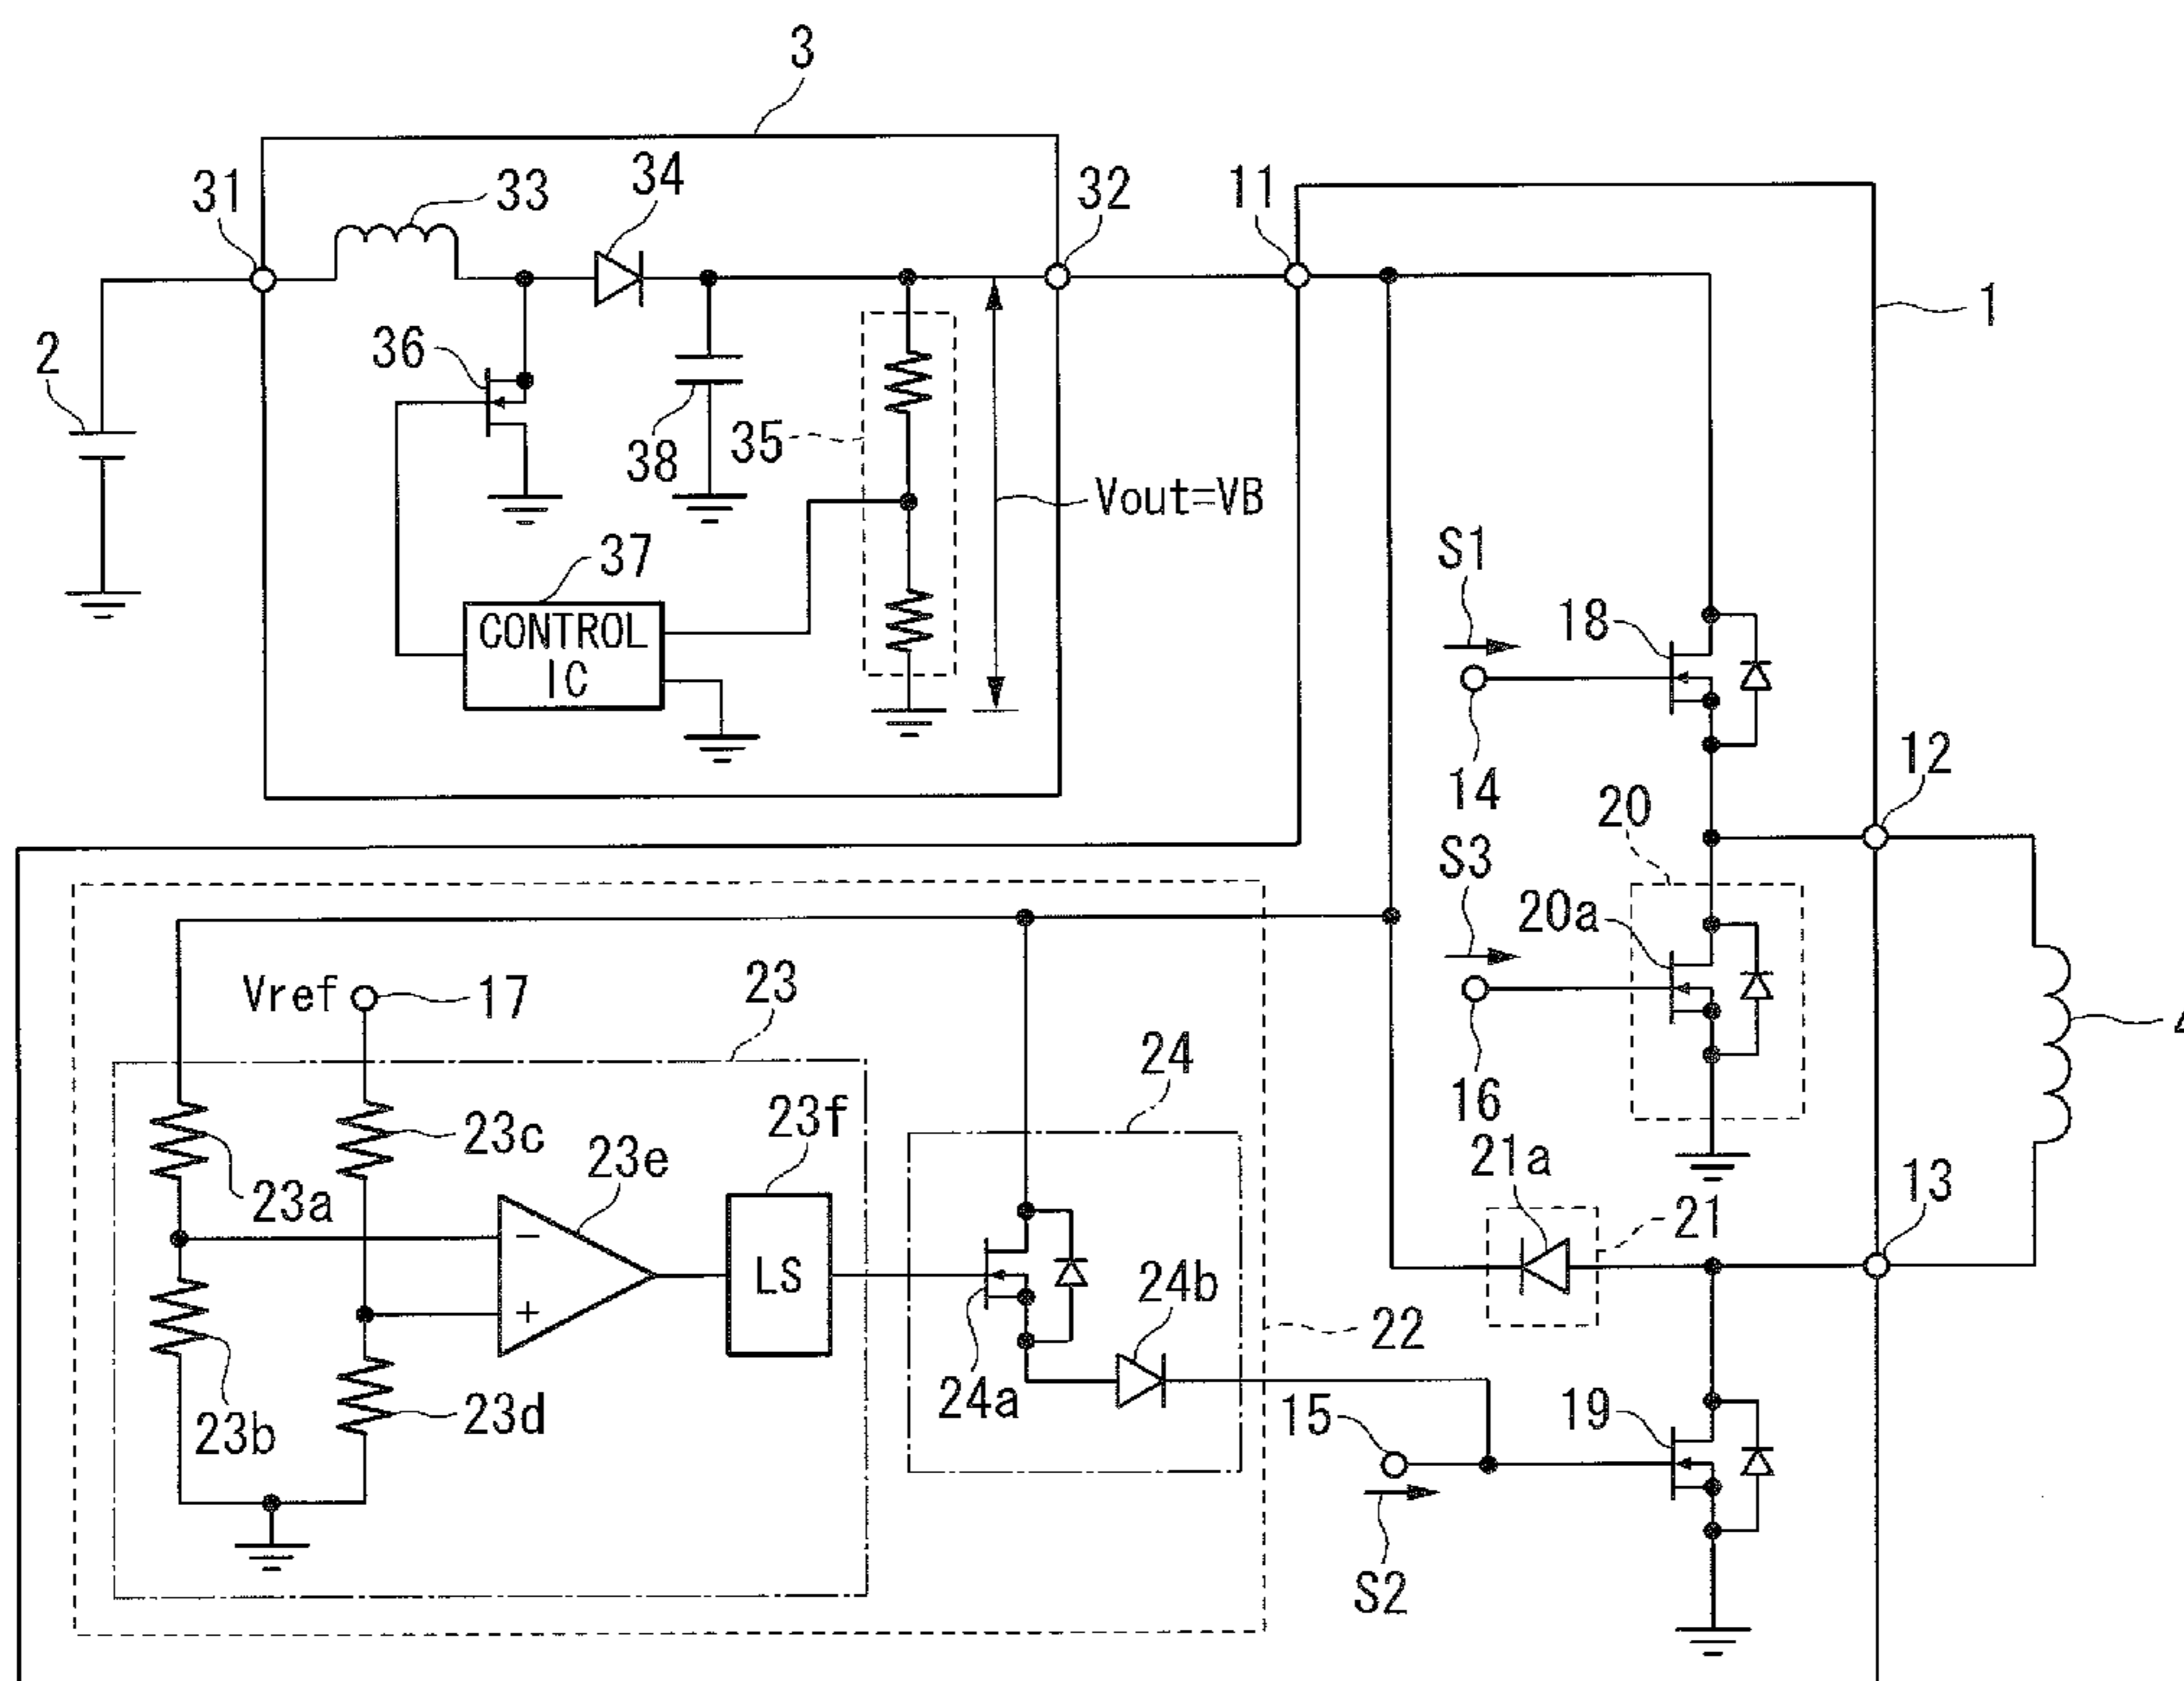 3
31
33
34
32
11
1
2
36
38
35
Vout=VB
37
CONTROL
IC
S1
18
14
12
20
S3
20a
16
4
Vref
17
23
24
23c
23e
23f
23a
21a
21
13
LS
24b
22
24a
23b
23d
15
19
S2
−
+